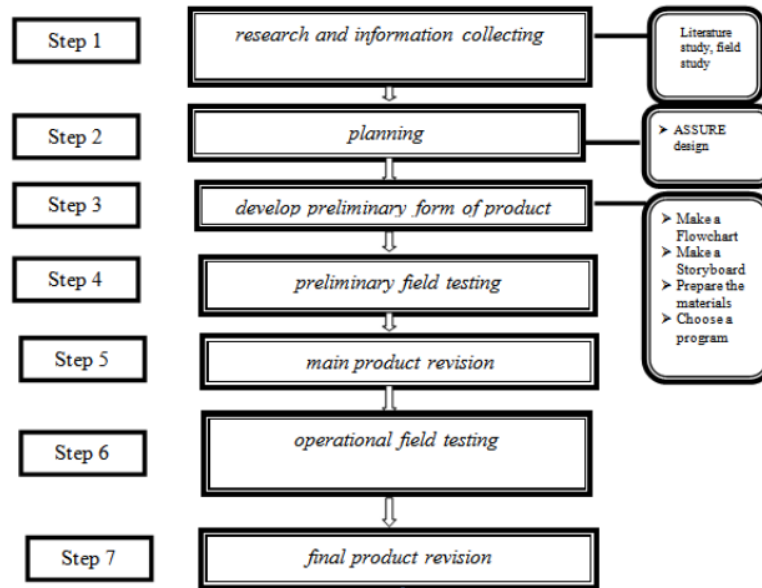 Step 1
research and information collecting
Literature
study, field
study
Step 2
planning
➤ ASSURE
design
Step 3
develop preliminary form of product
➤ Make a
Flowchart
➤ Make a
Storyboard
➤ Prepare the
materials
➤ Choose a
program
Step 4
preliminary field testing
Step 5
main product revision
Step 6
operational field testing
Step 7
final product revision